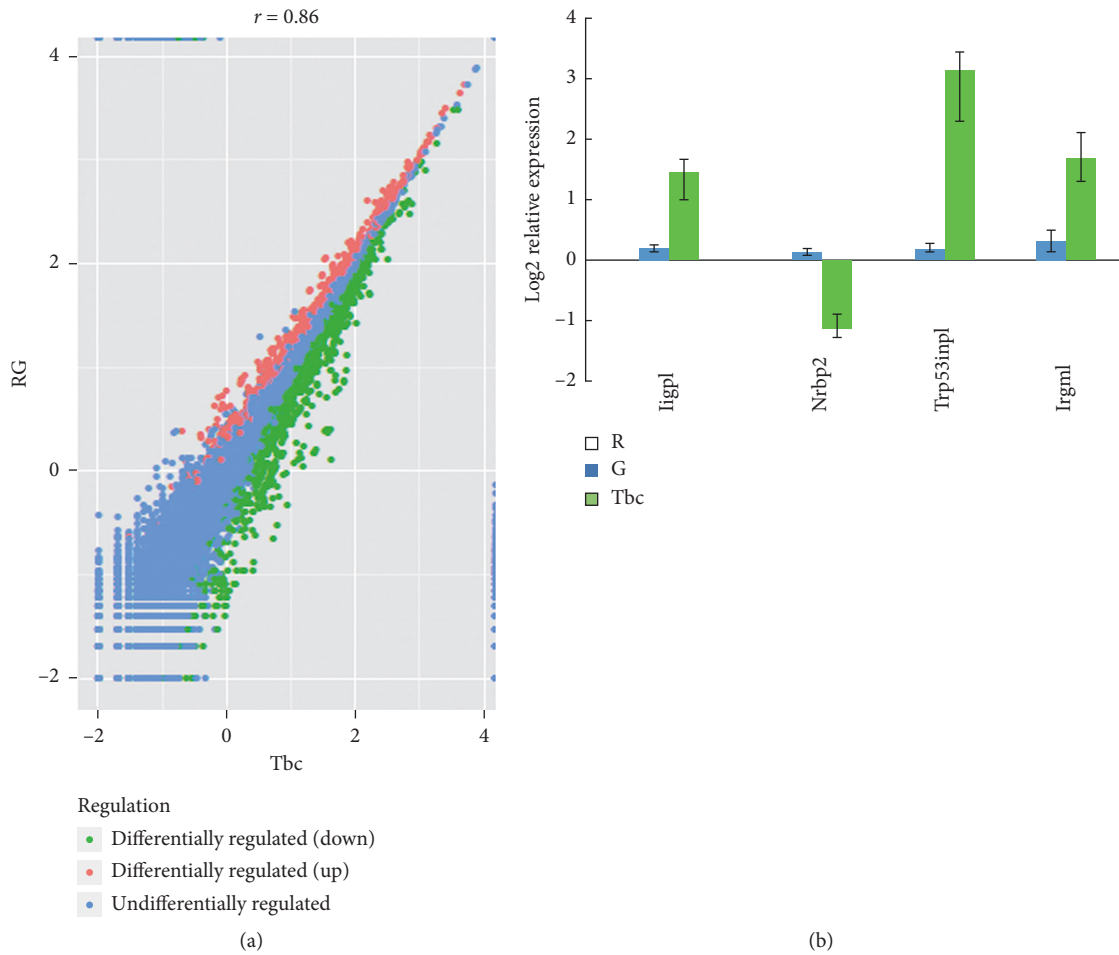 r = 0.86
4
2
0
−2
RG
−2 0 2 4
Tbc
Regulation
Differentially regulated (down)
Differentially regulated (up)
Undifferentially regulated
(a)
4
3
2
1
0
−1
−2
Log2 relative expression
Iigpl
Nrbp2
Trp53inpl
Irgml
R
G
Tbc
(b)